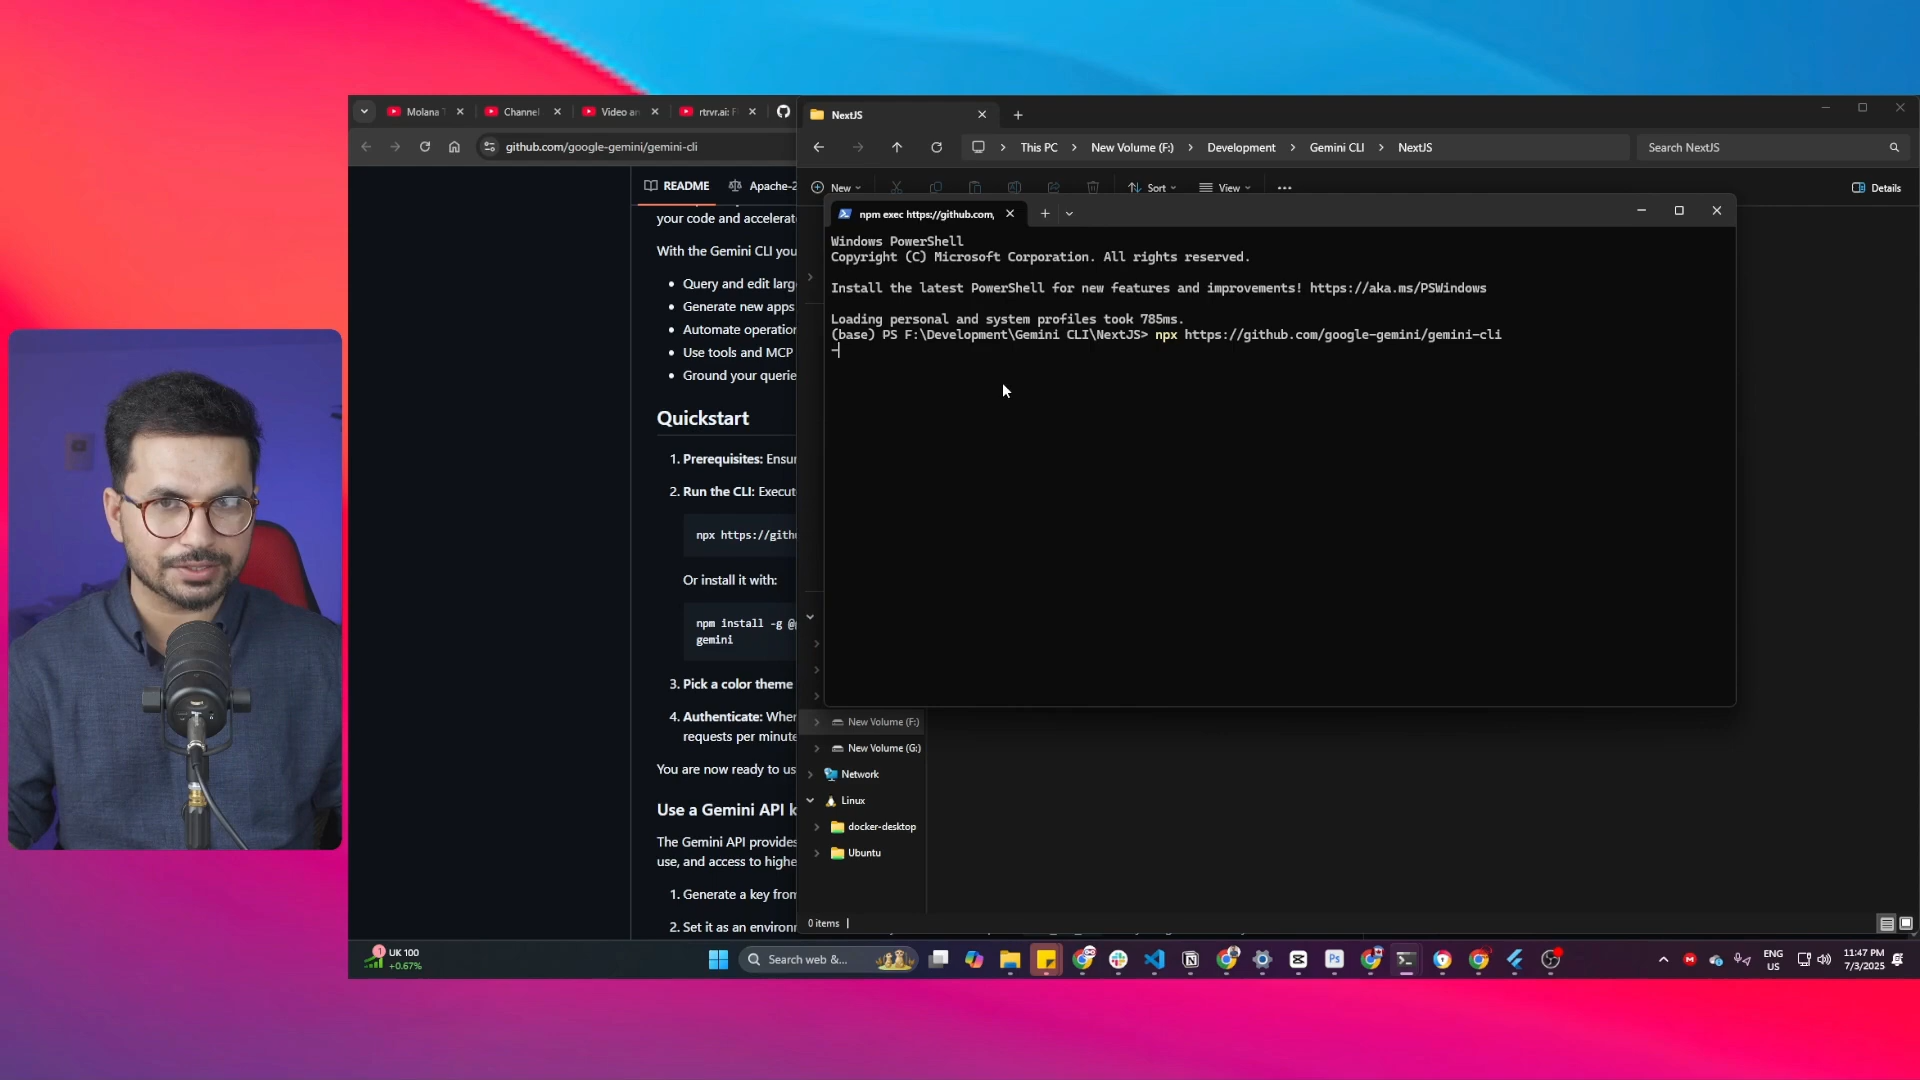 Molana
Channel
Video an
rtrvr.ai: F
github.com/google-gemini/gemini-cli
README
Apache-2
your code and accelerat
With the Gemini CLI you
Query and edit larg
Generate new apps
Automate operation
Use tools and MCP
Ground your querie
Quickstart
1. Prerequisites: Ensur
2. Run the CLI: Execut
npx https://gith
Or install it with:
npm install -g @
gemini
3. Pick a color theme
4. Authenticate: When
requests per minute
You are now ready to us
Use a Gemini API k
The Gemini API provides
use, and access to highe
1. Generate a key from
2. Set it as an environ
NextJS
This PC > New Volume (F:) > Development > Gemini CLI > NextJS
Search NextJS
New
Sort
View
Details
npm exec https://github.com,
Windows PowerShell
Copyright (C) Microsoft Corporation. All rights reserved.
Install the latest PowerShell for new features and improvements! https://aka.ms/PSWindows
Loading personal and system profiles took 785ms.
(base) PS F:\Development\Gemini CLI\NextJS> npx https://github.com/google-gemini/gemini-cli
-
New Volume (F:)
New Volume (G:)
Network
Linux
docker-desktop
Ubuntu
0 items
1
UK 100
+0.67%
Search web &...
Ps
ENG
US
11:47 PM
7/3/2025